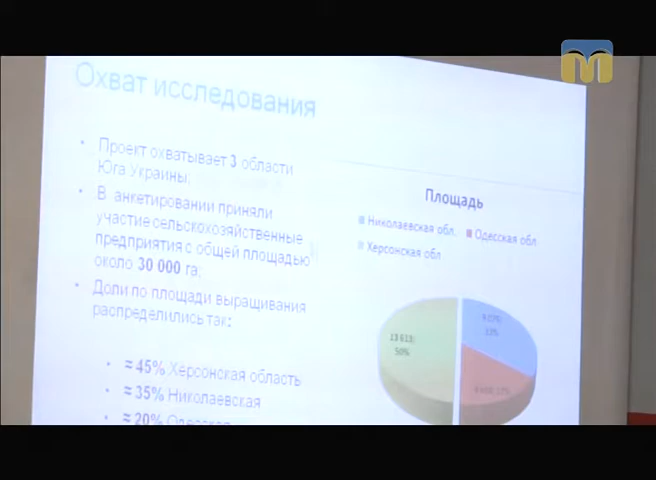 Охват исследования
• Проект охватывает 3 области
Юга Украины;
• В анкетировании приняли
участие сельскохозяйственные
предприятия с общей площадью
около 30 000 га;
• Доли по площади выращивания
распределились так:
• ≈ 45% Херсонская область
• ≈ 35% Николаевская
• ≈ 20%
Площадь
Николаевская обл. Одесская обл
Херсонская обл
13 613;
50%